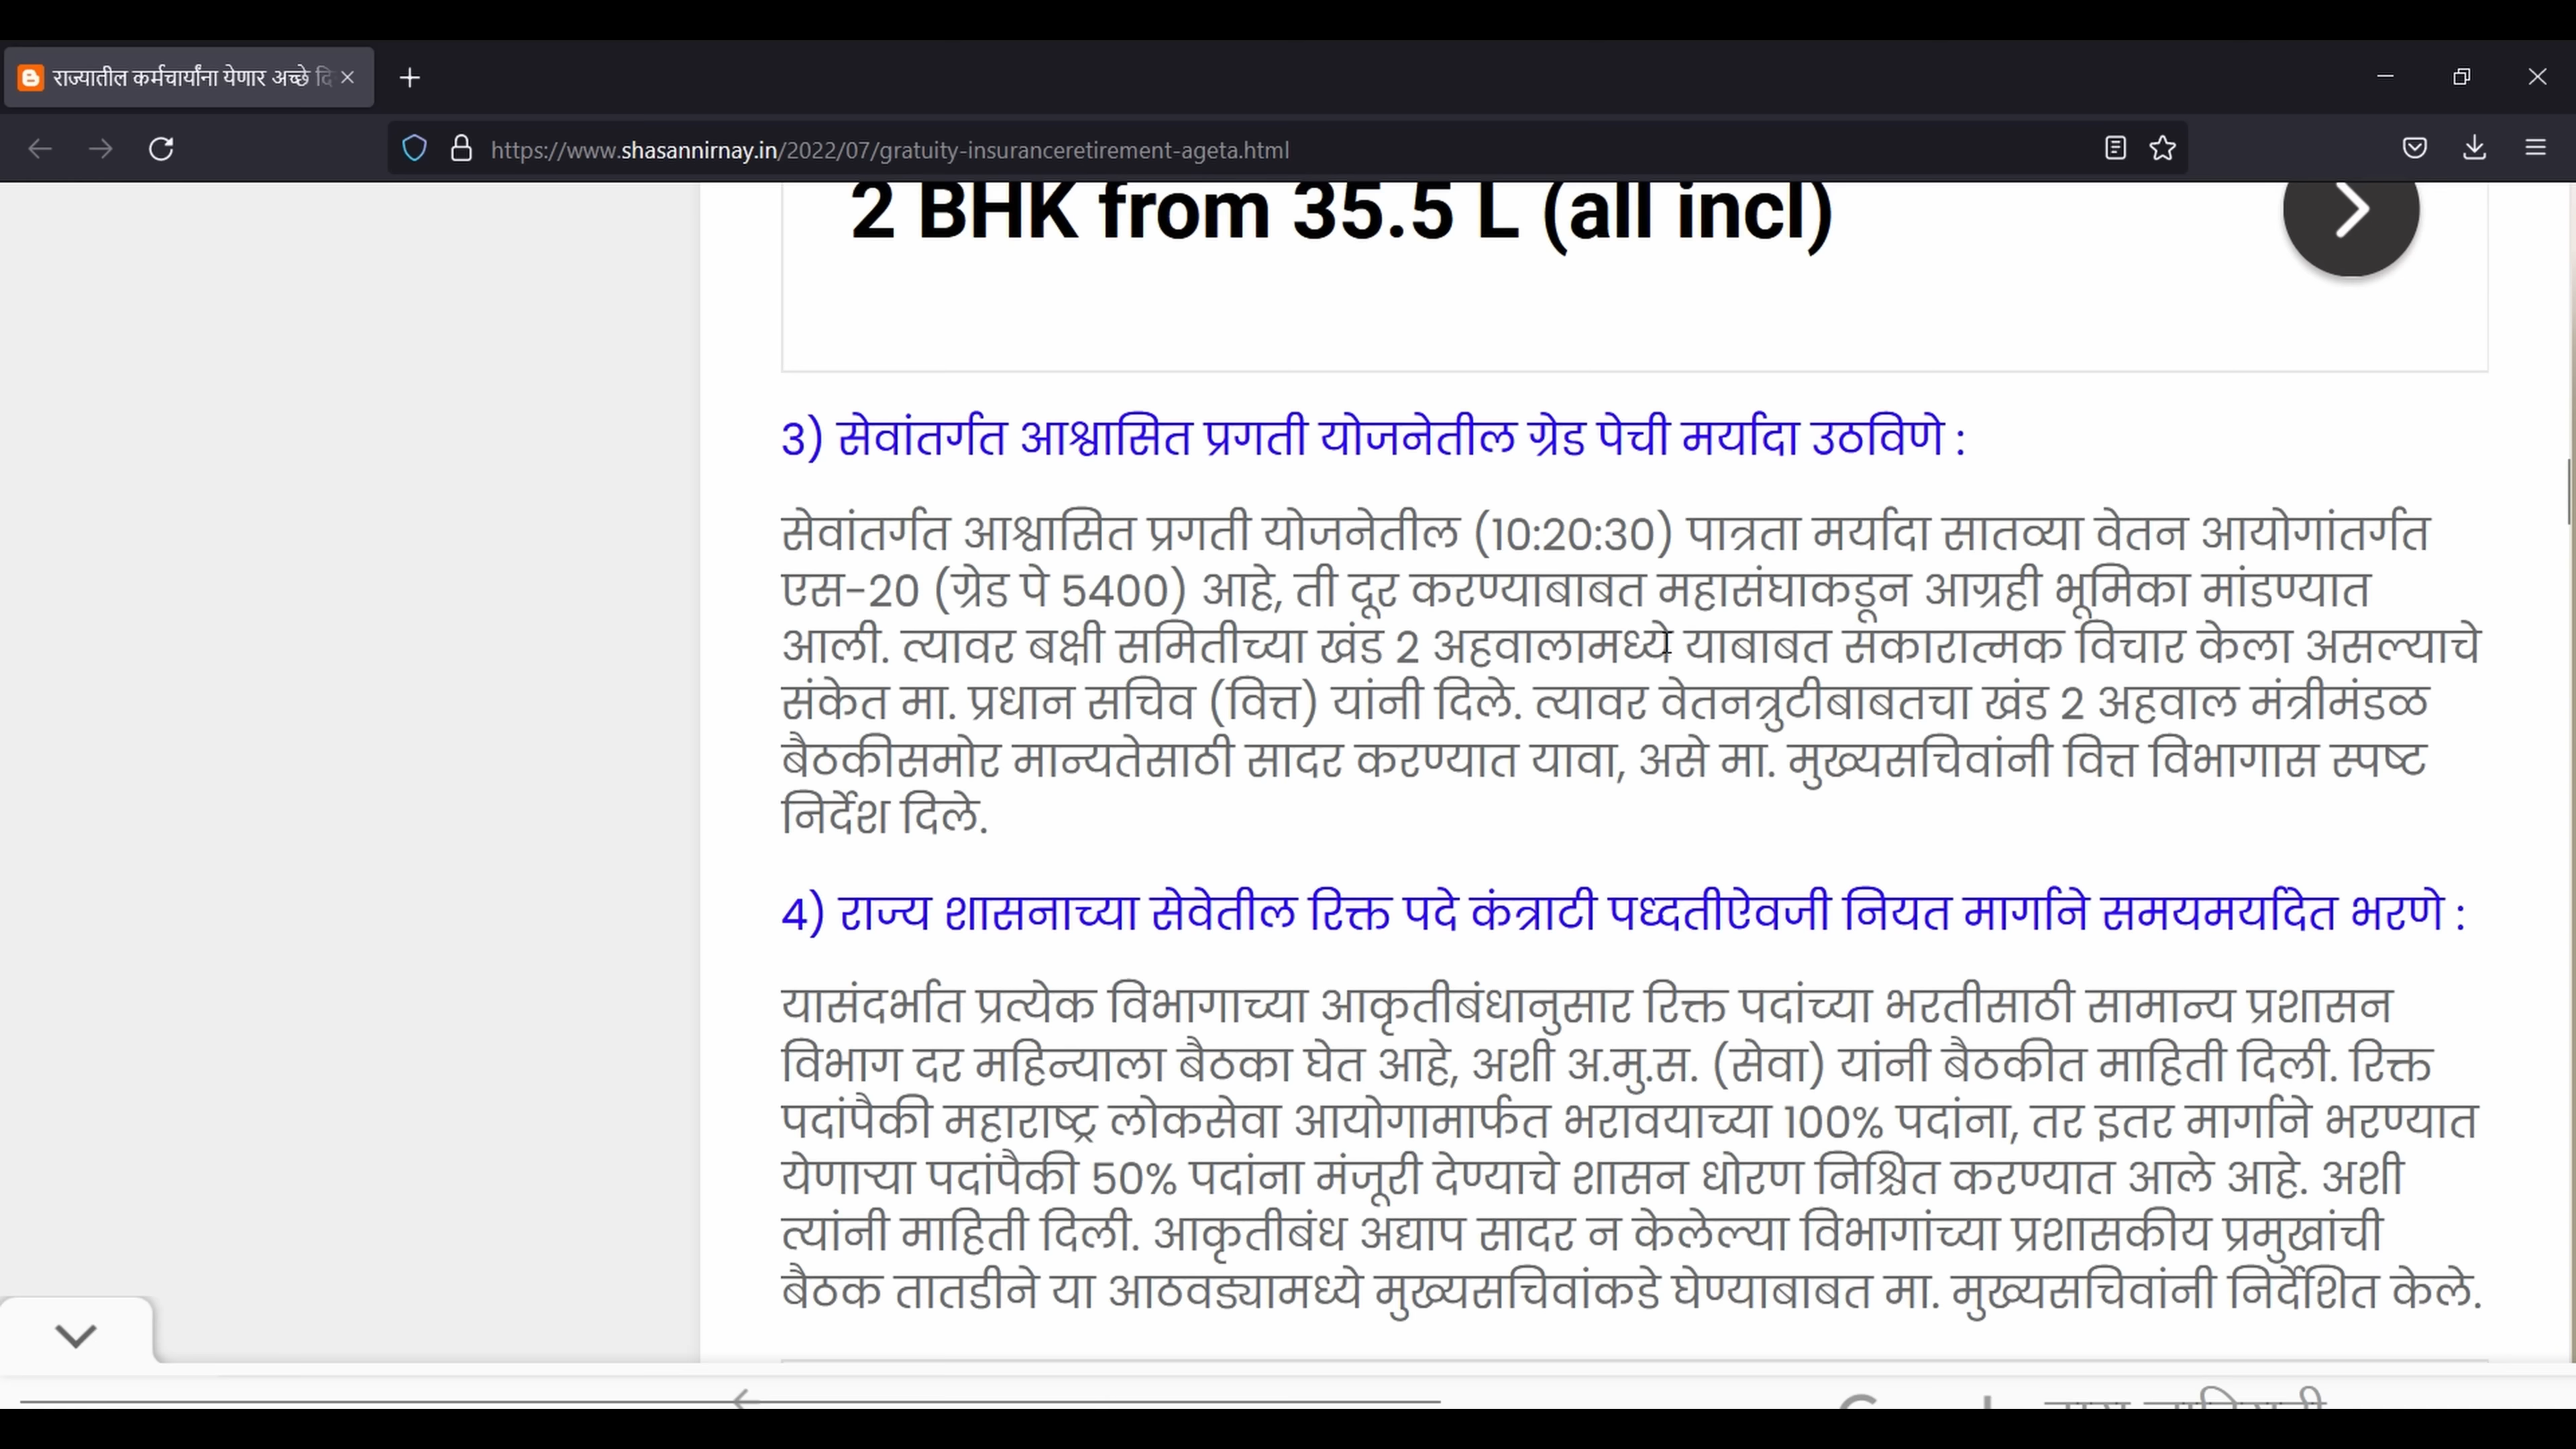 राज्यातील कर्मचाऱ्यांना येणार अच्छे दि
https://www.shasannirnay.in/2022/07/gratuity-insuranceretirement-ageta.html
2 BHK from 35.5 L (all incl)
3) सेवांतर्गत आश्वासित प्रगती योजनेतील ग्रेड पेची मर्यादा उठविणे :
सेवांतर्गत आश्वासित प्रगती योजनेतील (10:20:30) पात्रता मर्यादा सातव्या वेतन आयोगांतर्गत
एस-20 (ग्रेड पे 5400) आहे, ती दूर करण्याबाबत महासंघाकडून आग्रही भूमिका मांडण्यात
आली. त्यावर बक्षी समितीच्या खंड 2 अहवालामध्ये याबाबत सकारात्मक विचार केला असल्याचे
संकेत मा. प्रधान सचिव (वित्त) यांनी दिले. त्यावर वेतनत्रुटीबाबतचा खंड 2 अहवाल मंत्रीमंडळ
बैठकीसमोर मान्यतेसाठी सादर करण्यात यावा, असे मा. मुख्यसचिवांनी वित्त विभागास स्पष्ट
निर्देश दिले.
4) राज्य शासनाच्या सेवेतील रिक्त पदे कंत्राटी पध्दतीऐवजी नियत मार्गाने समयमर्यादेत भरणे :
यासंदर्भात प्रत्येक विभागाच्या आकृतीबंधानुसार रिक्त पदांच्या भरतीसाठी सामान्य प्रशासन
विभाग दर महिन्याला बैठका घेत आहे, अशी अ.मु.स. (सेवा) यांनी बैठकीत माहिती दिली. रिक्त
पदांपैकी महाराष्ट्र लोकसेवा आयोगामार्फत भरावयाच्या 100% पदांना, तर इतर मार्गाने भरण्यात
येणाऱ्या पदांपैकी 50% पदांना मंजूरी देण्याचे शासन धोरण निश्चित करण्यात आले आहे. अशी
त्यांनी माहिती दिली. आकृतीबंध अद्याप सादर न केलेल्या विभागांच्या प्रशासकीय प्रमुखांची
बैठक तातडीने या आठवड्यामध्ये मुख्यसचिवांकडे घेण्याबाबत मा. मुख्यसचिवांनी निर्देशित केले.